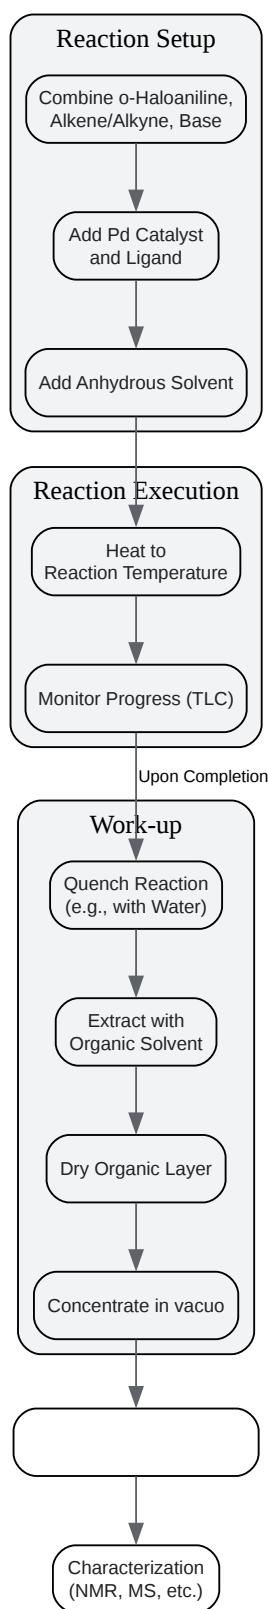 Reaction Setup
Combine o-Haloaniline,
Alkene/Alkyne, Base
Add Pd Catalyst
and Ligand
Add Anhydrous Solvent
Reaction Execution
Heat to
Reaction Temperature
Monitor Progress (TLC)
Upon Completion
Work-up
Quench Reaction
(e.g., with Water)
Extract with
Organic Solvent
Dry Organic Layer
Concentrate in vacuo
Characterization
(NMR, MS, etc.)